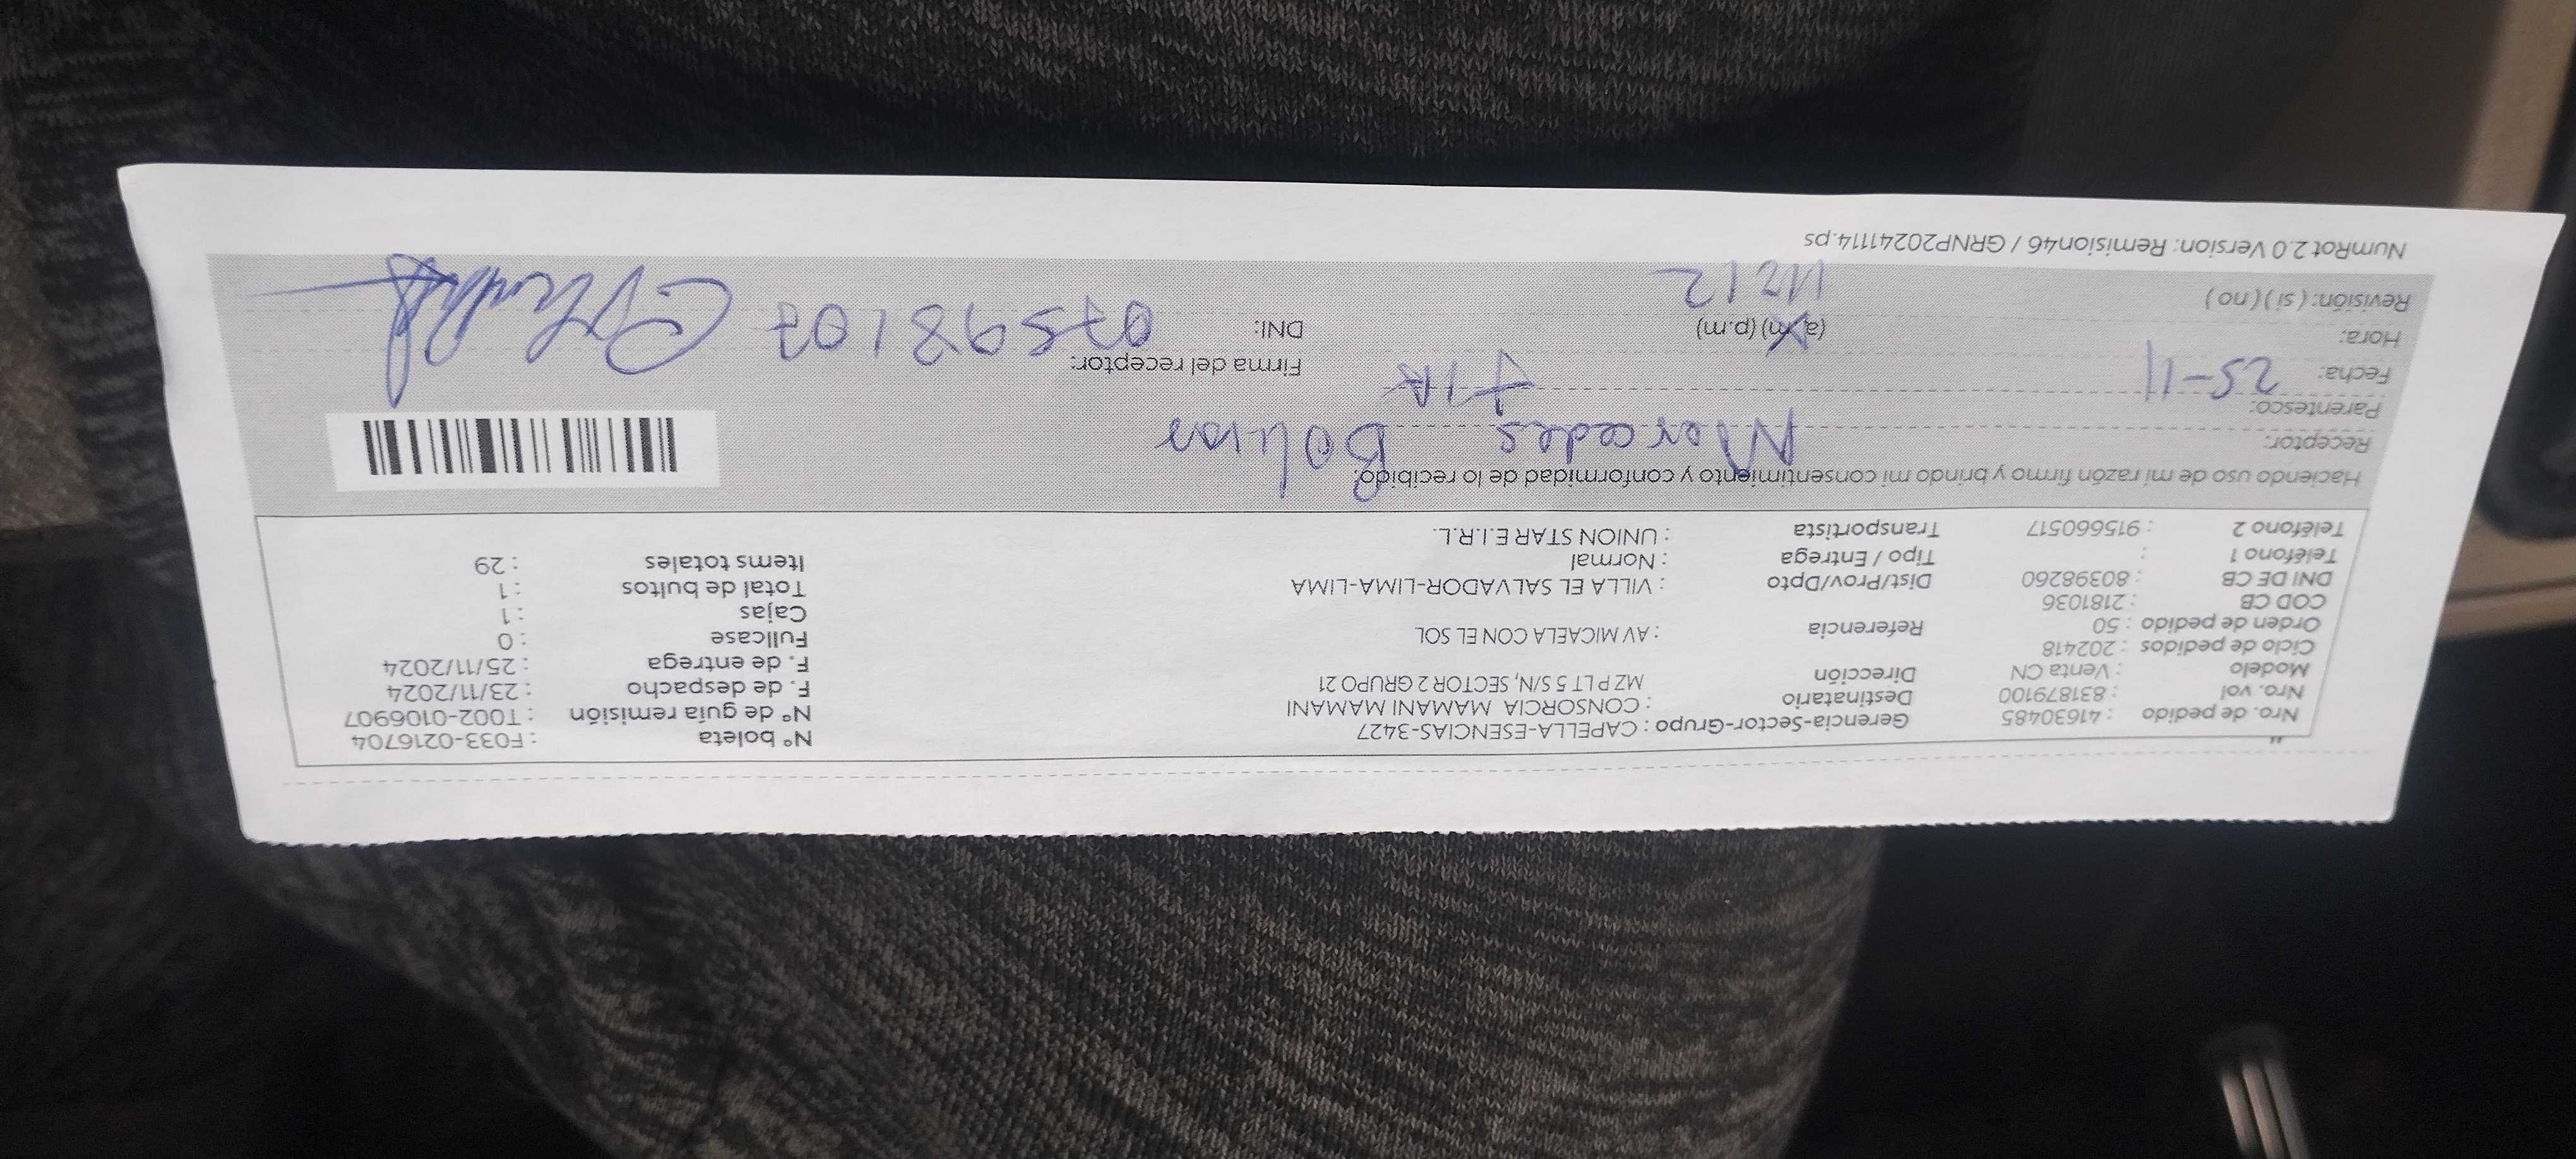 Nro. de pedido : 41630485 Gerencia-Sector-Grupo : CAPELLA-ESENCIAS-3427 Nº boleta : F033-0216704
Nro. vol : 831879100 Destinatario : CONSORCIA MAMANI MAMANI Nº de guía remisión : T002-0106907
Modelo : Venta CN Dirección MZ P LT 5 S/N, SECTOR 2 GRUPO 21 F. de despacho : 23/11/2024
Ciclo de pedidos : 202418 F. de entrega : 25/11/2024
Orden de pedido : 50 Referencia : AV MICAELA CON EL SOL Fullcase : 0
COD CB : 2181036 Cajas : 1
DNI DE CB : 80398260 Dist/Prov/Dpto : VILLA EL SALVADOR-LIMA-LIMA Total de bultos : 1
Teléfono 1 : Tipo / Entrega : Normal Items totales : 29
Teléfono 2 : 915660517 Transportista : UNION STAR E.I.R.L.
Haciendo uso de mi razón firmo y brindo mi consentimiento y conformidad de lo recibido.
Receptor: Mercedes Bolivar
Parentesco: TIA
Fecha: 25-11 Firma del receptor:
Hora: (a.m) (p.m) DNI: 07598107
Revisión: ( si ) ( no )
NumRot 2.0 Version: Remision46 / GRNP20241114.ps